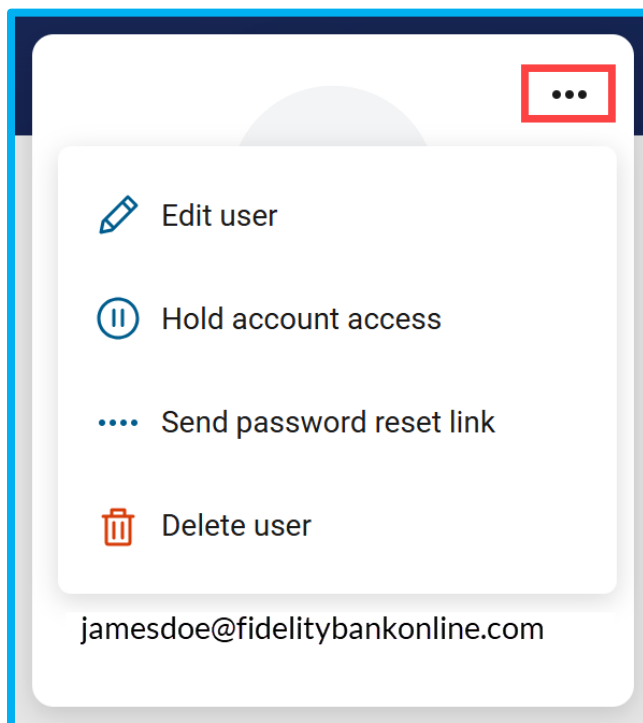 Edit user
Hold account access
Send password reset link
Delete user
jamesdoe@fidelitybankonline.com